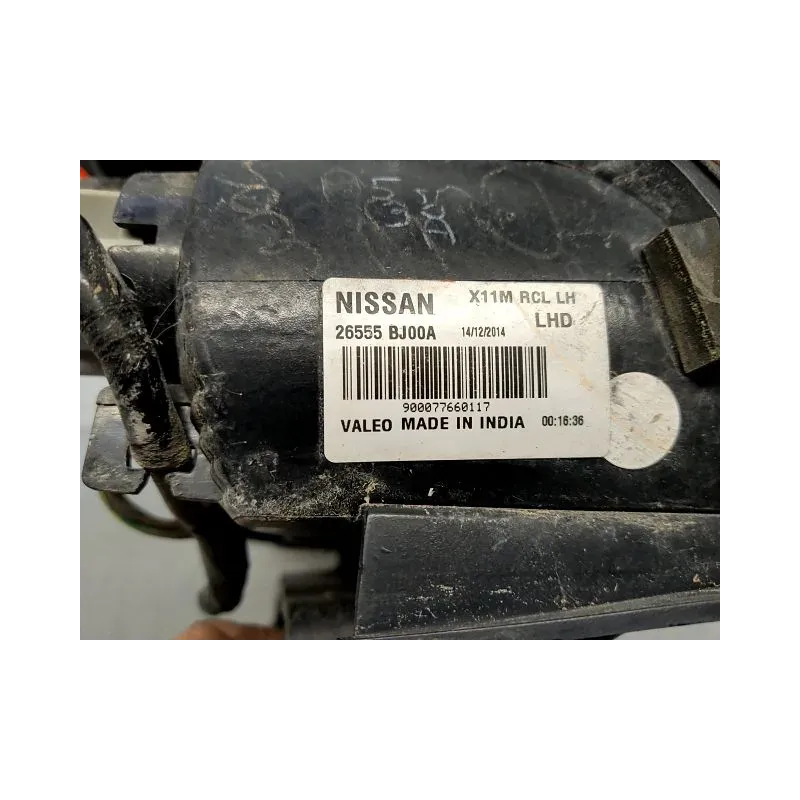 NISSAN X11M RCL LH
26555 BJ00A 14/12/2014 LHD
900077660117
VALEO MADE IN INDIA 00:16:36